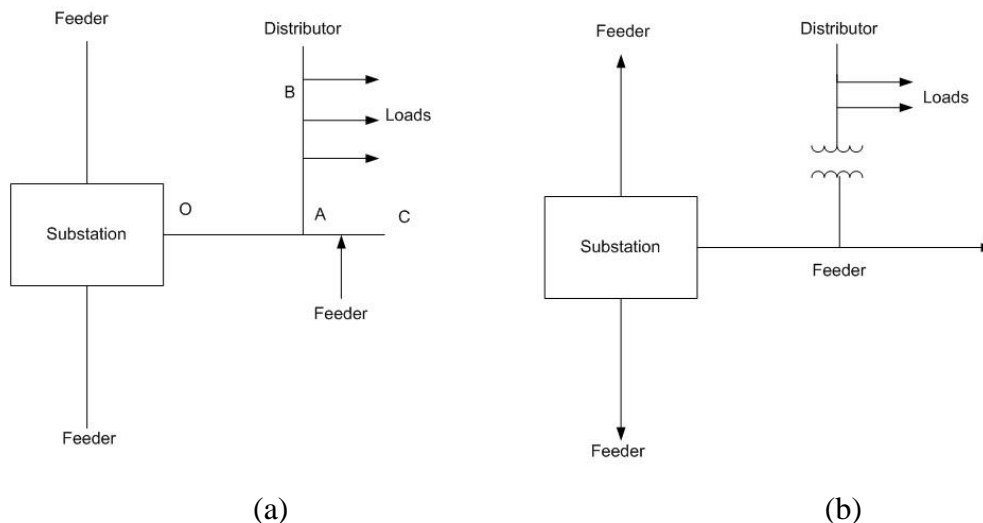 Feeder
Distributor
B
Loads
O
A
C
Substation
Feeder
Feeder
(a)
Feeder
Distributor
Loads
Substation
Feeder
Feeder
(b)